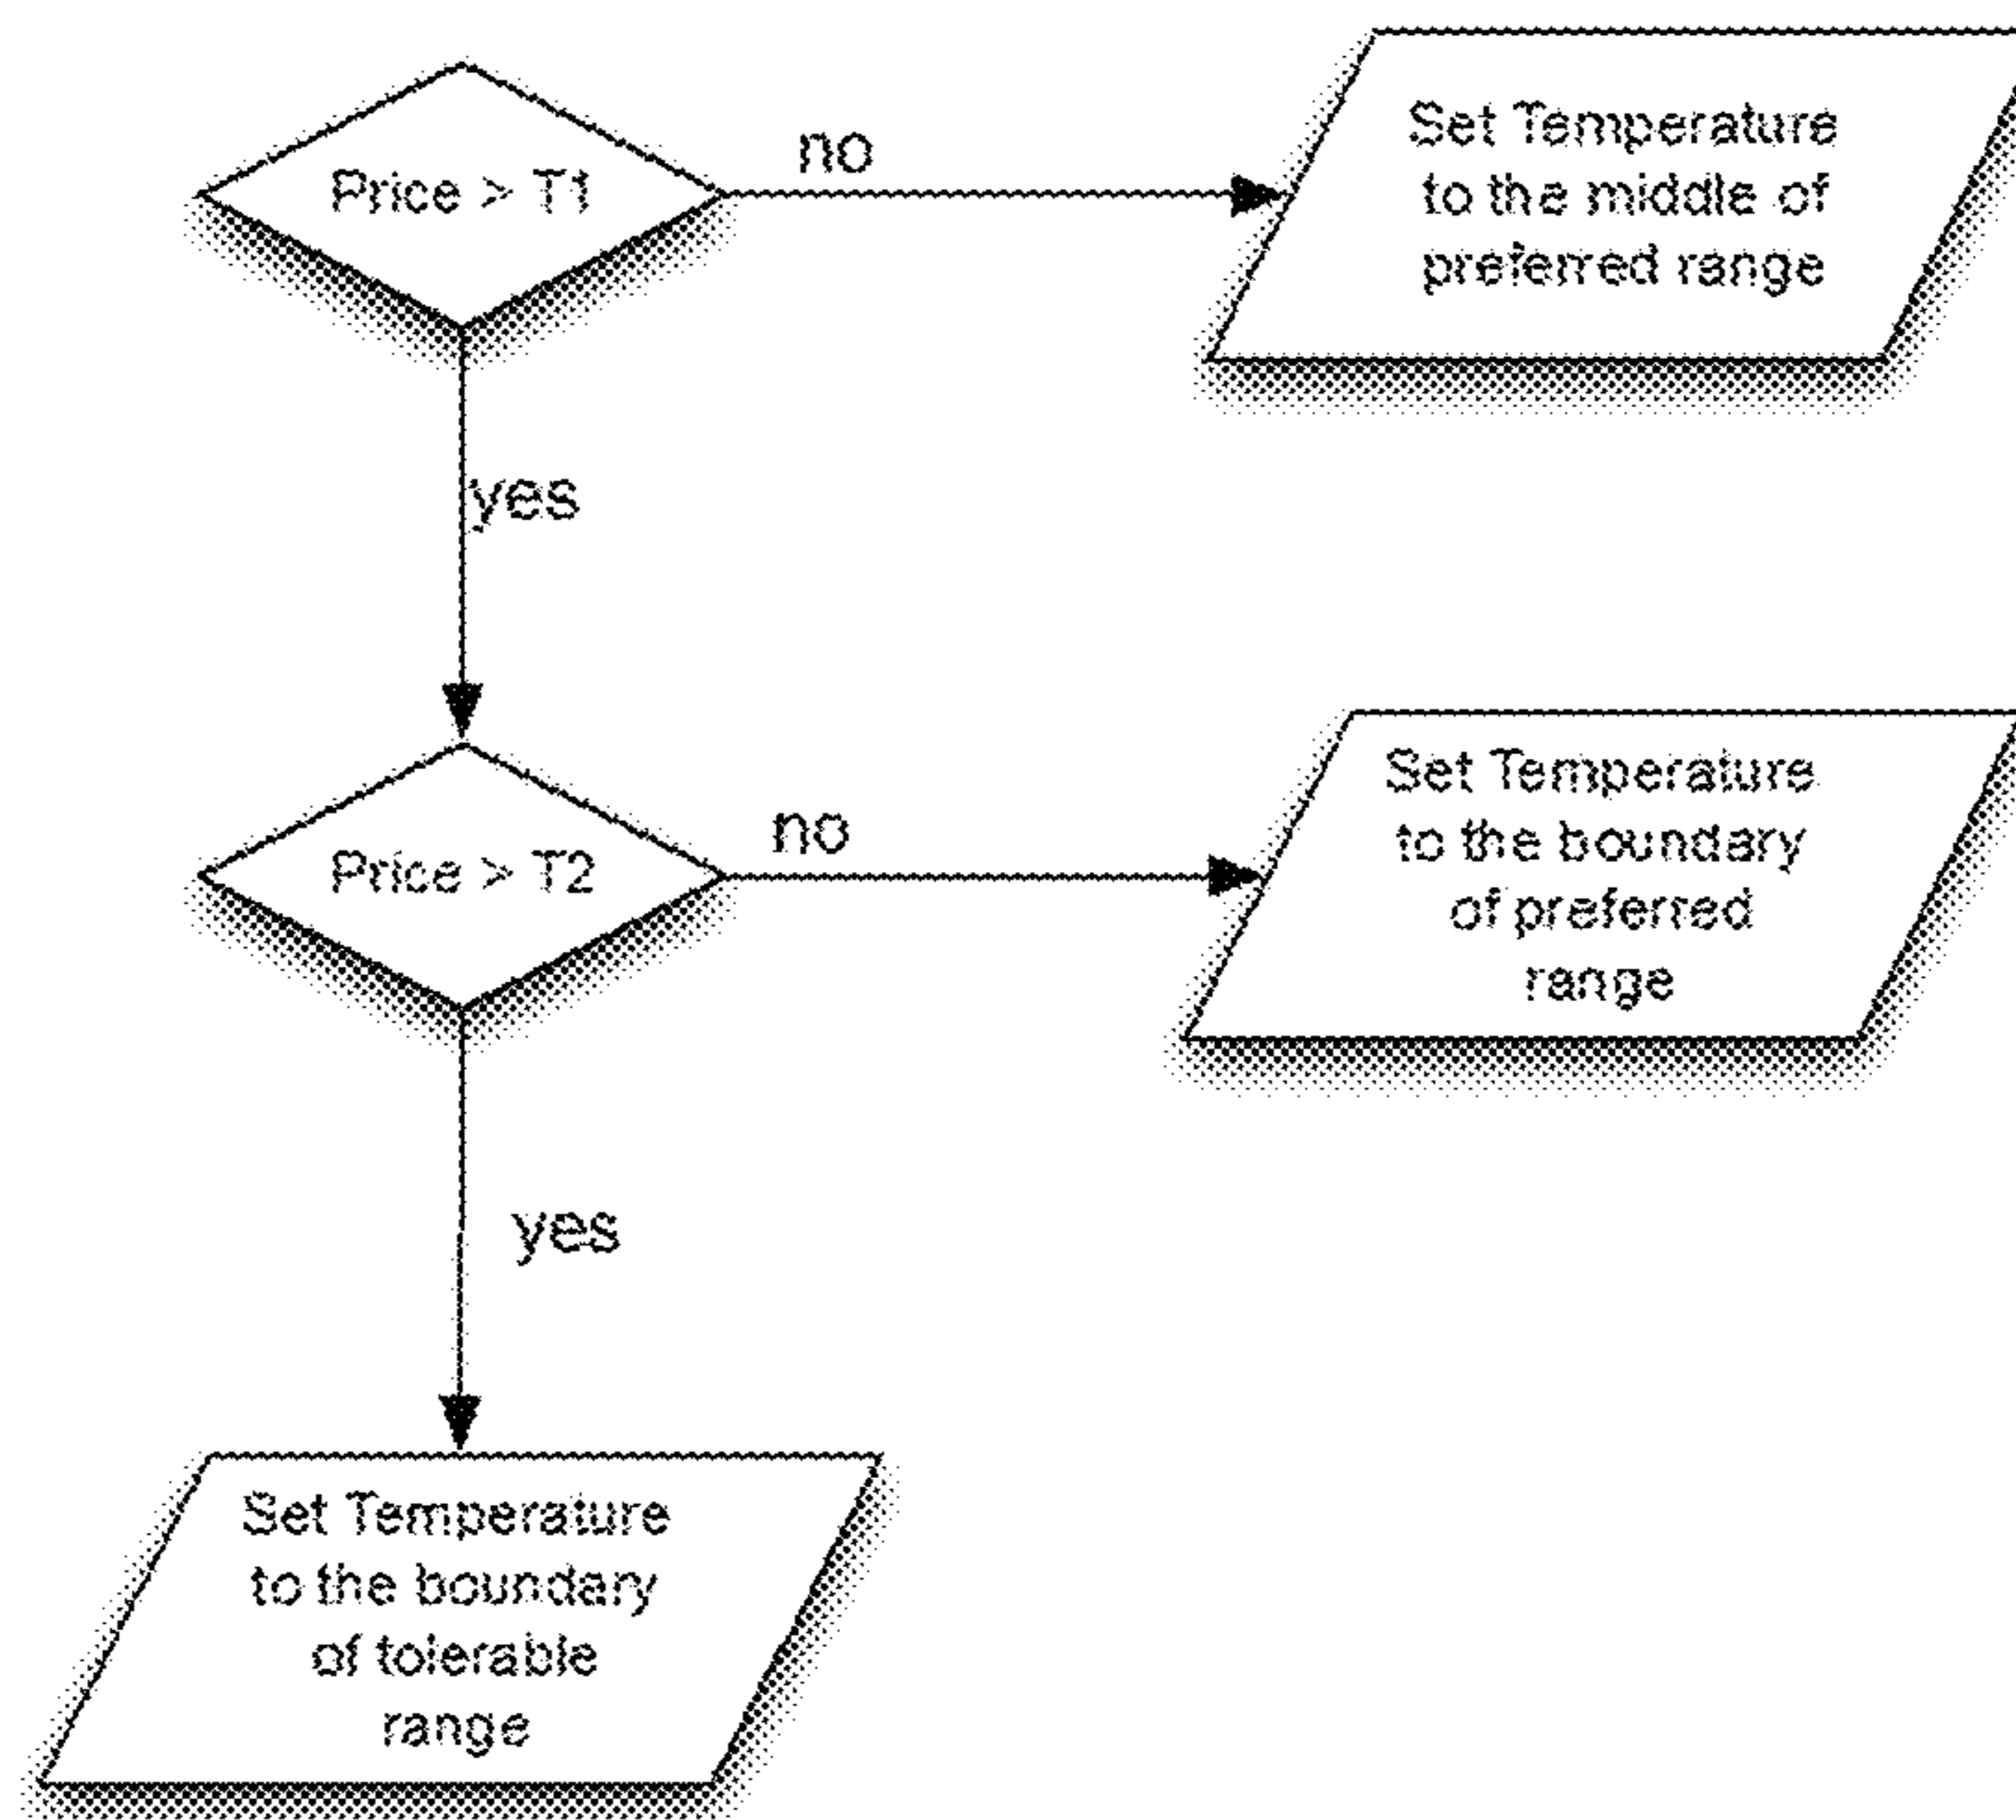 Price > T1
no
Set Temperature
to the middle of
preferred range
yes
Price > T2
no
Set Temperature
to the boundary
of preferred
range
yes
Set Temperature
to the boundary
of tolerable
range